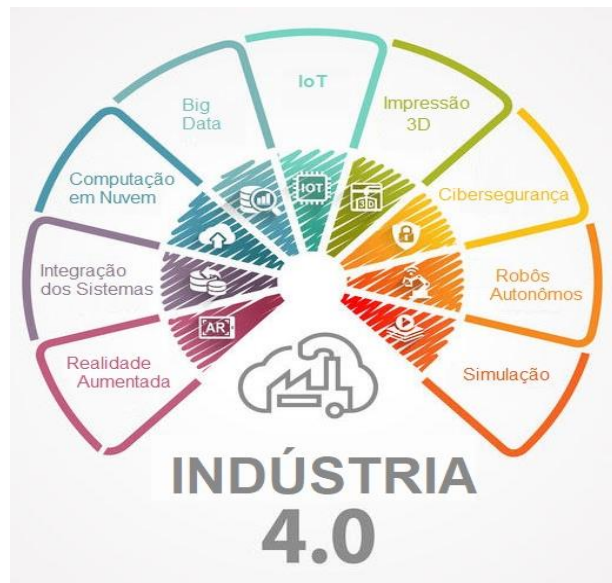 IoT
Big
Data
Impressão
3D
Computação
em Nuvem
Cibersegurança
Integração
dos Sistemas
Robôs
Autonômos
Realidade
Aumentada
Simulação
IOT
3D
AR
INDÚSTRIA
4.0